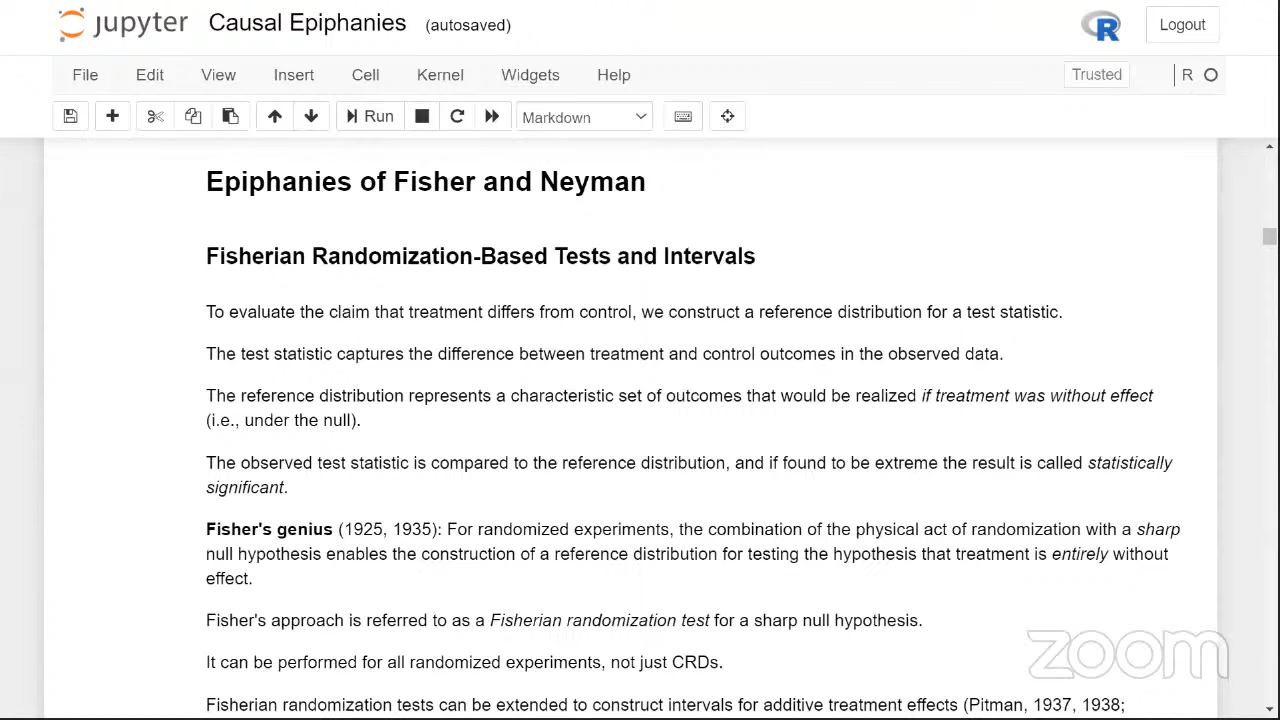 jupyter Causal Epiphanies (autosaved) R Logout
File Edit View Insert Cell Kernel Widgets Help Trusted R
Run Markdown
Epiphanies of Fisher and Neyman
Fisherian Randomization-Based Tests and Intervals
To evaluate the claim that treatment differs from control, we construct a reference distribution for a test statistic.
The test statistic captures the difference between treatment and control outcomes in the observed data.
The reference distribution represents a characteristic set of outcomes that would be realized if treatment was without effect
(i.e., under the null).
The observed test statistic is compared to the reference distribution, and if found to be extreme the result is called statistically
significant.
Fisher's genius (1925, 1935): For randomized experiments, the combination of the physical act of randomization with a sharp
null hypothesis enables the construction of a reference distribution for testing the hypothesis that treatment is entirely without
effect.
Fisher's approach is referred to as a Fisherian randomization test for a sharp null hypothesis.
It can be performed for all randomized experiments, not just CRDs.
zoom
Fisherian randomization tests can be extended to construct intervals for additive treatment effects (Pitman, 1937, 1938;